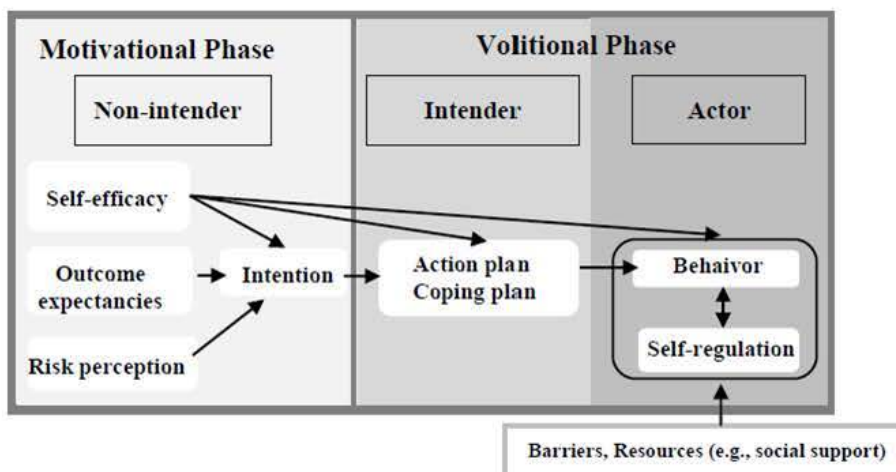 Motivational Phase
Volitional Phase
Non-intender
Intender
Actor
Self-efficacy
Outcome
expectancies
Intention
Action plan
Coping plan
Behaivor
Risk perception
Self-regulation
Barriers, Resources (e.g., social support)